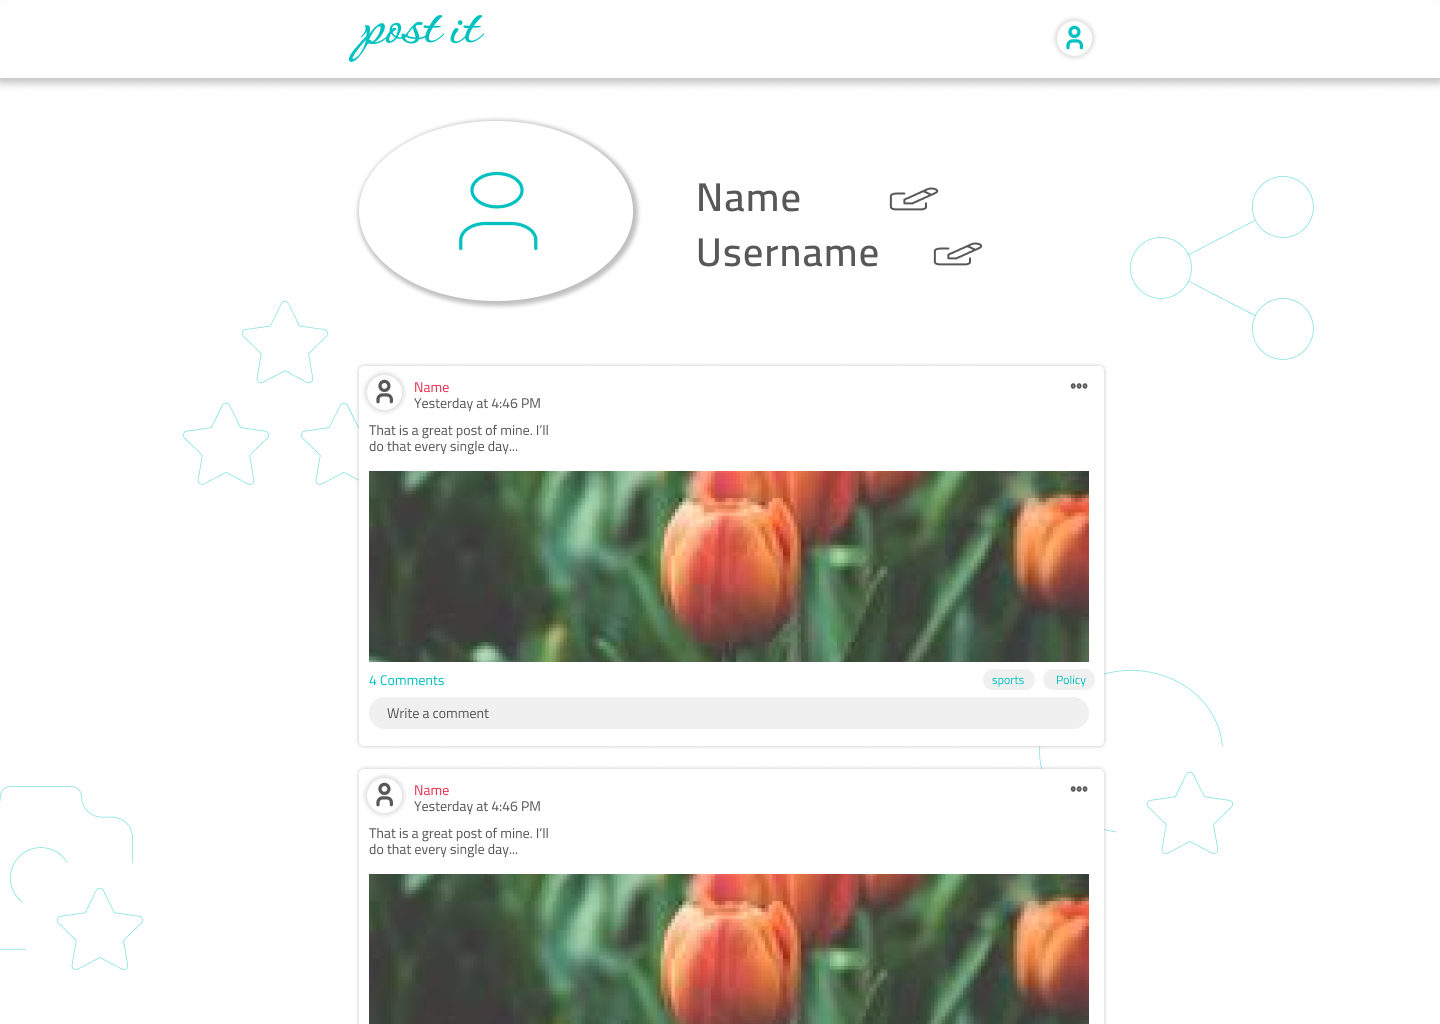 post it
Name
Username
Name
Yesterday at 4:46 PM
That is a great post of mine. I’ll
do that every single day...
4 Comments
sports
Policy
Write a comment
Name
Yesterday at 4:46 PM
That is a great post of mine. I’ll
do that every single day...